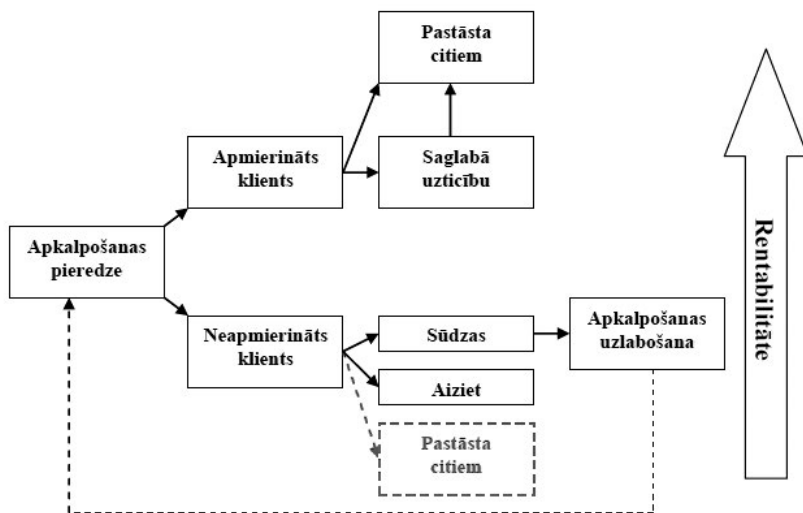 Pastāsta
citiem
Apmierināts
klients
Saglabā
uzticību
Apkalpošanas
pieredze
Neapmierināts
klients
Sūdzas
Apkalpošanas
uzlabošana
Aiziet
Pastāsta
citiem
Rentabilitāte